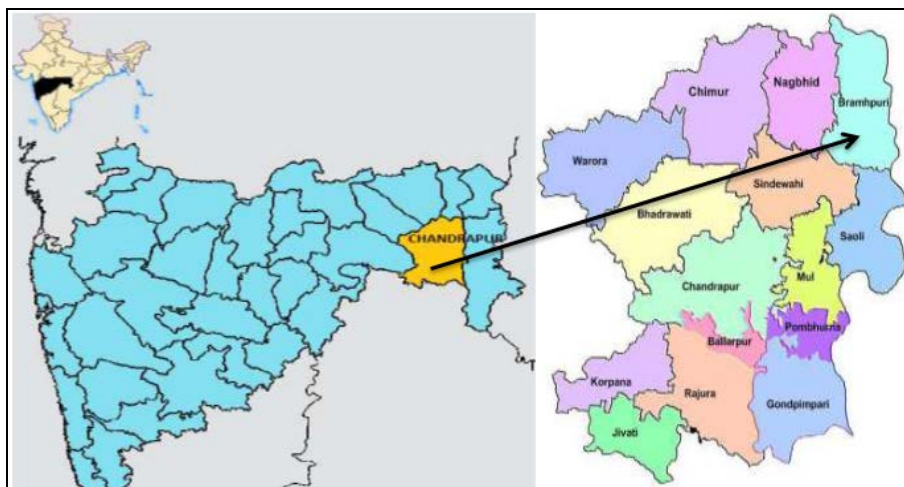 CHANDRAPUR
T
Chimur
Nagbhid
Bramhpuri
Warora
Sindewahi
Bhadrawati
Saoli
Mul
Chandrapur
Pombhurna
Ballarpur
Korpana
Rajura
Gondpimpari
Jivati